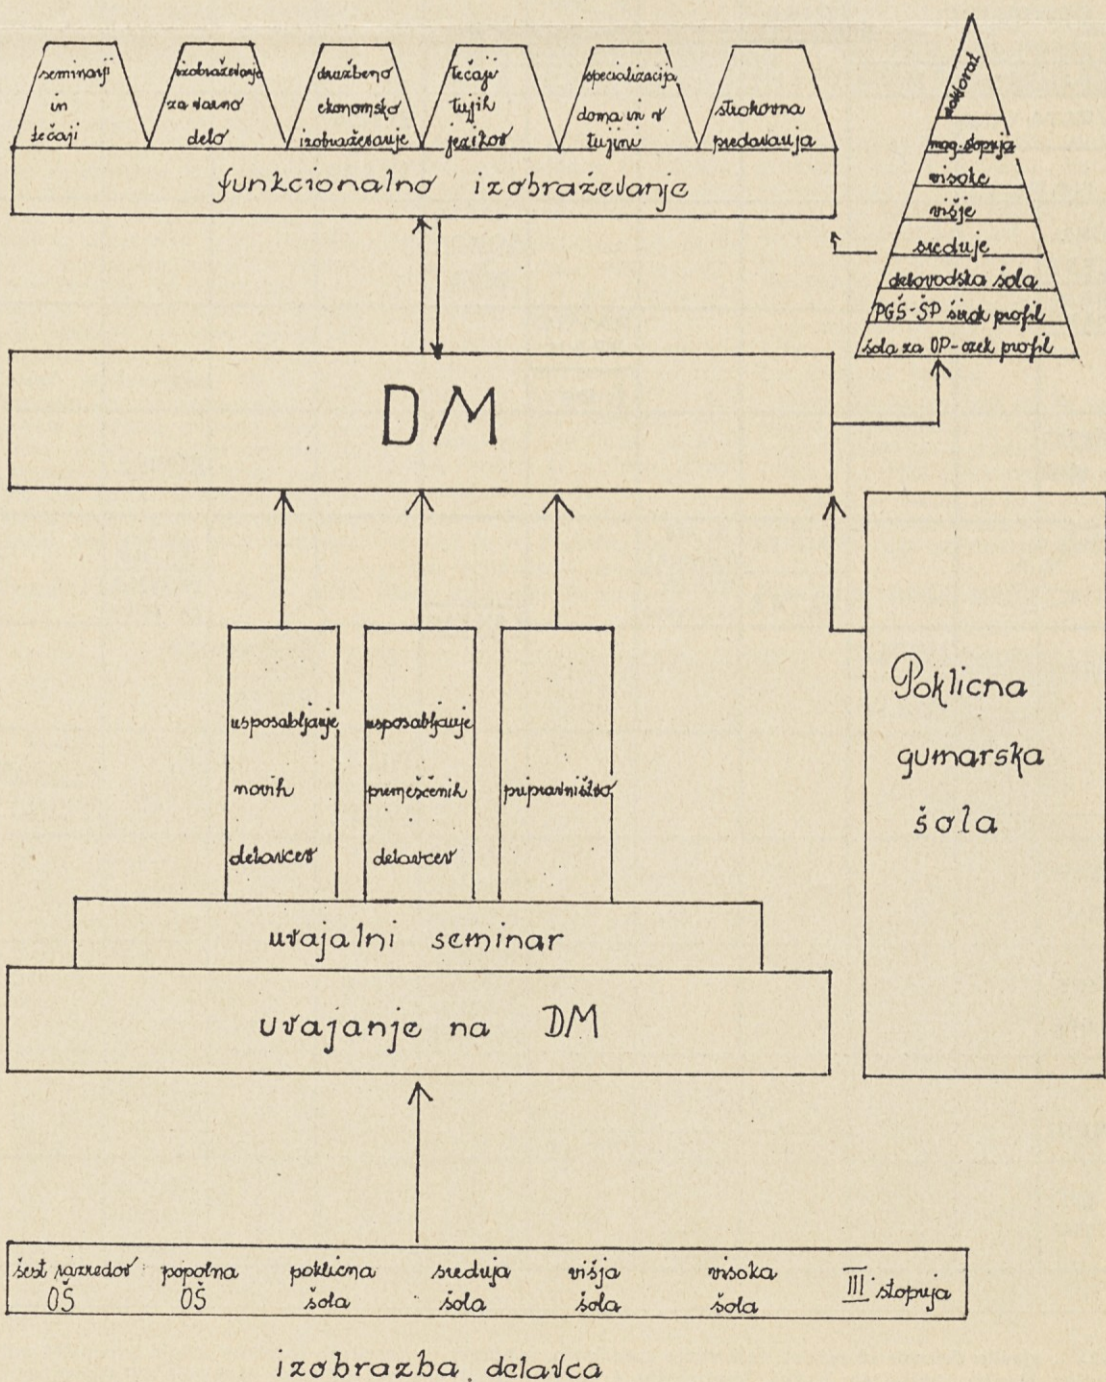 seminarji
in
tečaji
izobraževanje
za varno
delo
družbeno
ekonomsko
izobraževanje
tečaji
tujih
jezikov
specializacija
doma in v
tujini
strokovna
predavanja
funkcionalno izobraževanje
doktorat
mag. stopnja
visoke
višje
srednje
delovodska šola
PGŠ-ŠP širok profil
šola za OP-ozek profil
DM
usposabljanje
novih
delavcev
usposabljanje
premeščenih
delavcev
pripravništvo
Poklicna
gumarska
šola
uvajalni seminar
uvajanje na DM
šest razredov
OŠ
popolna
OŠ
poklicna
šola
srednja
šola
višja
šola
visoka
šola
III stopnja
izobrazba delavca